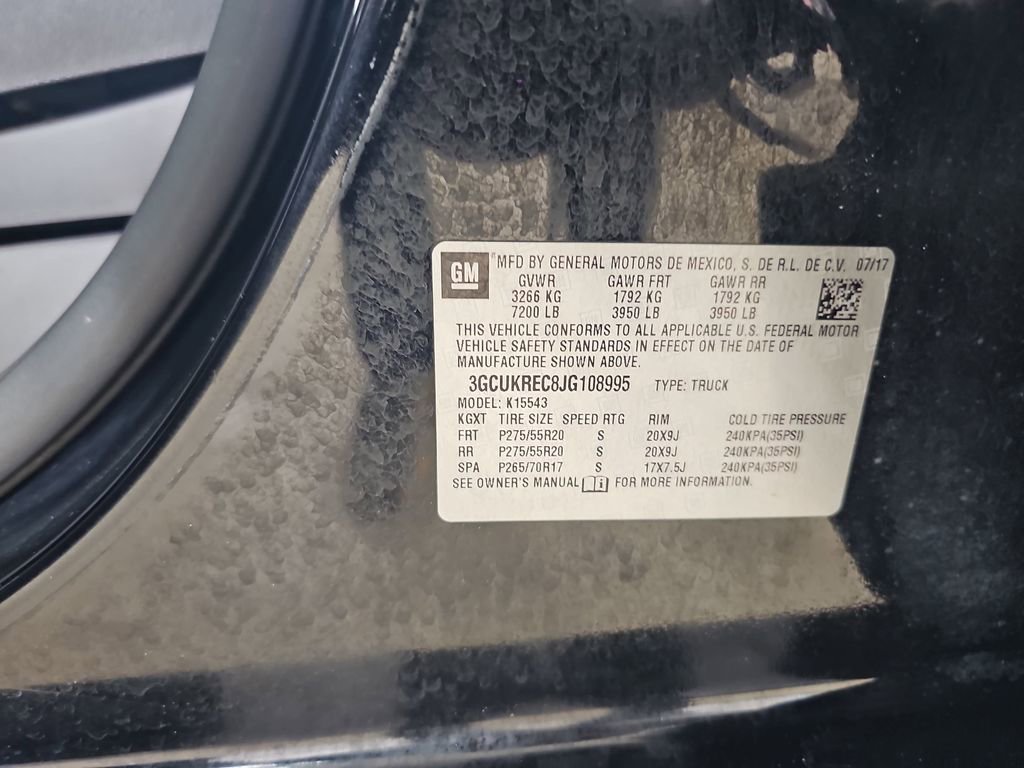 GM
MFD BY GENERAL MOTORS DE MEXICO, S. DE R.L. DE C.V. 07/17
GVWR GAWR FRT GAWR RR
3266 KG 1792 KG 1792 KG
7200 LB 3950 LB 3950 LB
THIS VEHICLE CONFORMS TO ALL APPLICABLE U.S. FEDERAL MOTOR
VEHICLE SAFETY STANDARDS IN EFFECT ON THE DATE OF
MANUFACTURE SHOWN ABOVE.
3GCUKREC8JG108995 TYPE: TRUCK
MODEL: K15543
KGXT TIRE SIZE SPEED RTG RIM COLD TIRE PRESSURE
FRT P275/55R20 S 20X9J 240KPA(35PSI)
RR P275/55R20 S 20X9J 240KPA(35PSI)
SPA P265/70R17 S 17X7.5J 240KPA(35PSI)
SEE OWNER'S MANUAL FOR MORE INFORMATION.